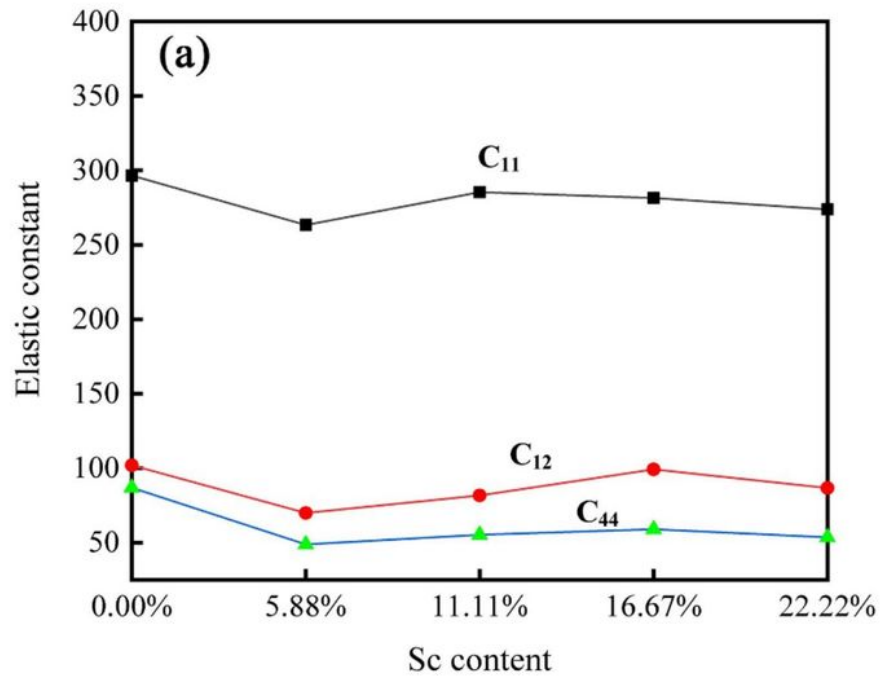 (a)
400
350
300
250
200
150
100
50
Elastic constant
C₁₁
C₁₂
C₄₄
0.00% 5.88% 11.11% 16.67% 22.22%
Sc content